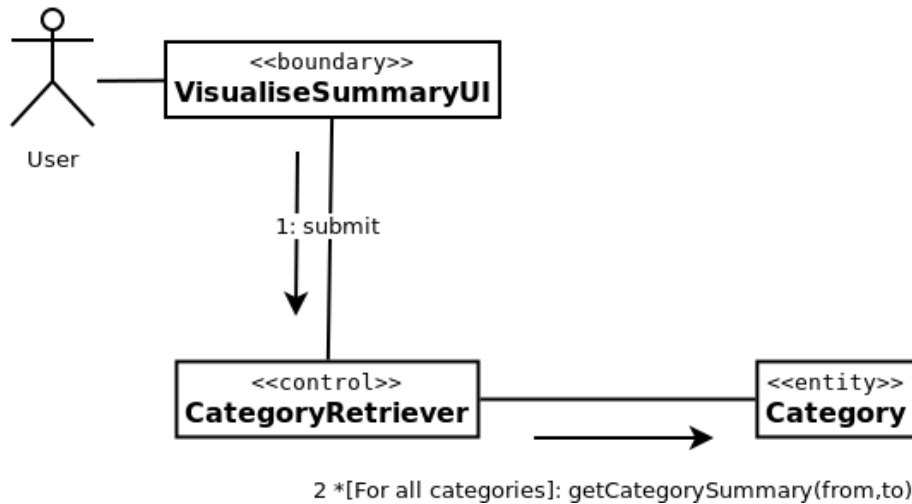 <<boundary>>
VisualiseSummaryUI
User
1: submit
<<control>>
CategoryRetriever
<<entity>>
Category
2 *[For all categories]: getCategorySummary(from,to)